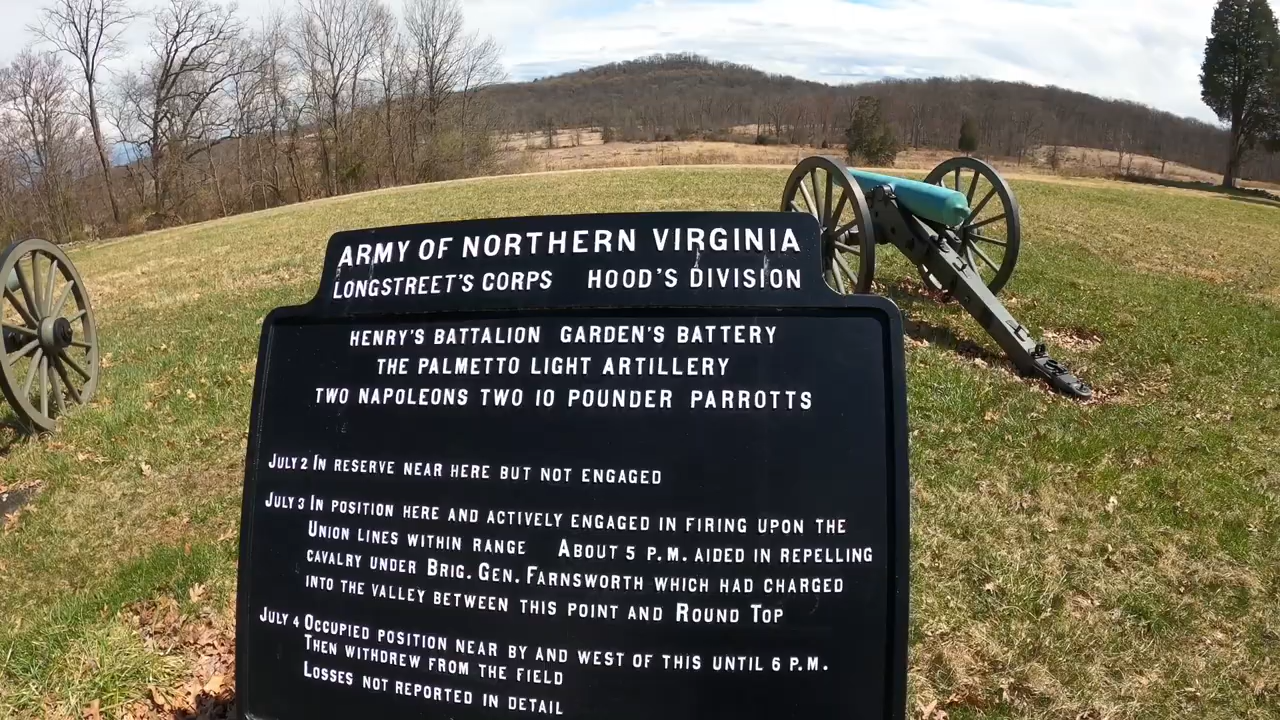 ARMY OF NORTHERN VIRGINIA
LONGSTREET'S CORPS HOOD'S DIVISION
HENRY'S BATTALION GARDEN'S BATTERY
THE PALMETTO LIGHT ARTILLERY
TWO NAPOLEONS TWO 10 POUNDER PARROTTS
JULY 2 IN RESERVE NEAR HERE BUT NOT ENGAGED
JULY 3 IN POSITION HERE AND ACTIVELY ENGAGED IN FIRING UPON THE
UNION LINES WITHIN RANGE ABOUT 5 P.M. AIDED IN REPELLING
CAVALRY UNDER BRIG. GEN. FARNSWORTH WHICH HAD CHARGED
INTO THE VALLEY BETWEEN THIS POINT AND ROUND TOP
JULY 4 OCCUPIED POSITION NEAR BY AND WEST OF THIS UNTIL 6 P.M.
THEN WITHDREW FROM THE FIELD
LOSSES NOT REPORTED IN DETAIL